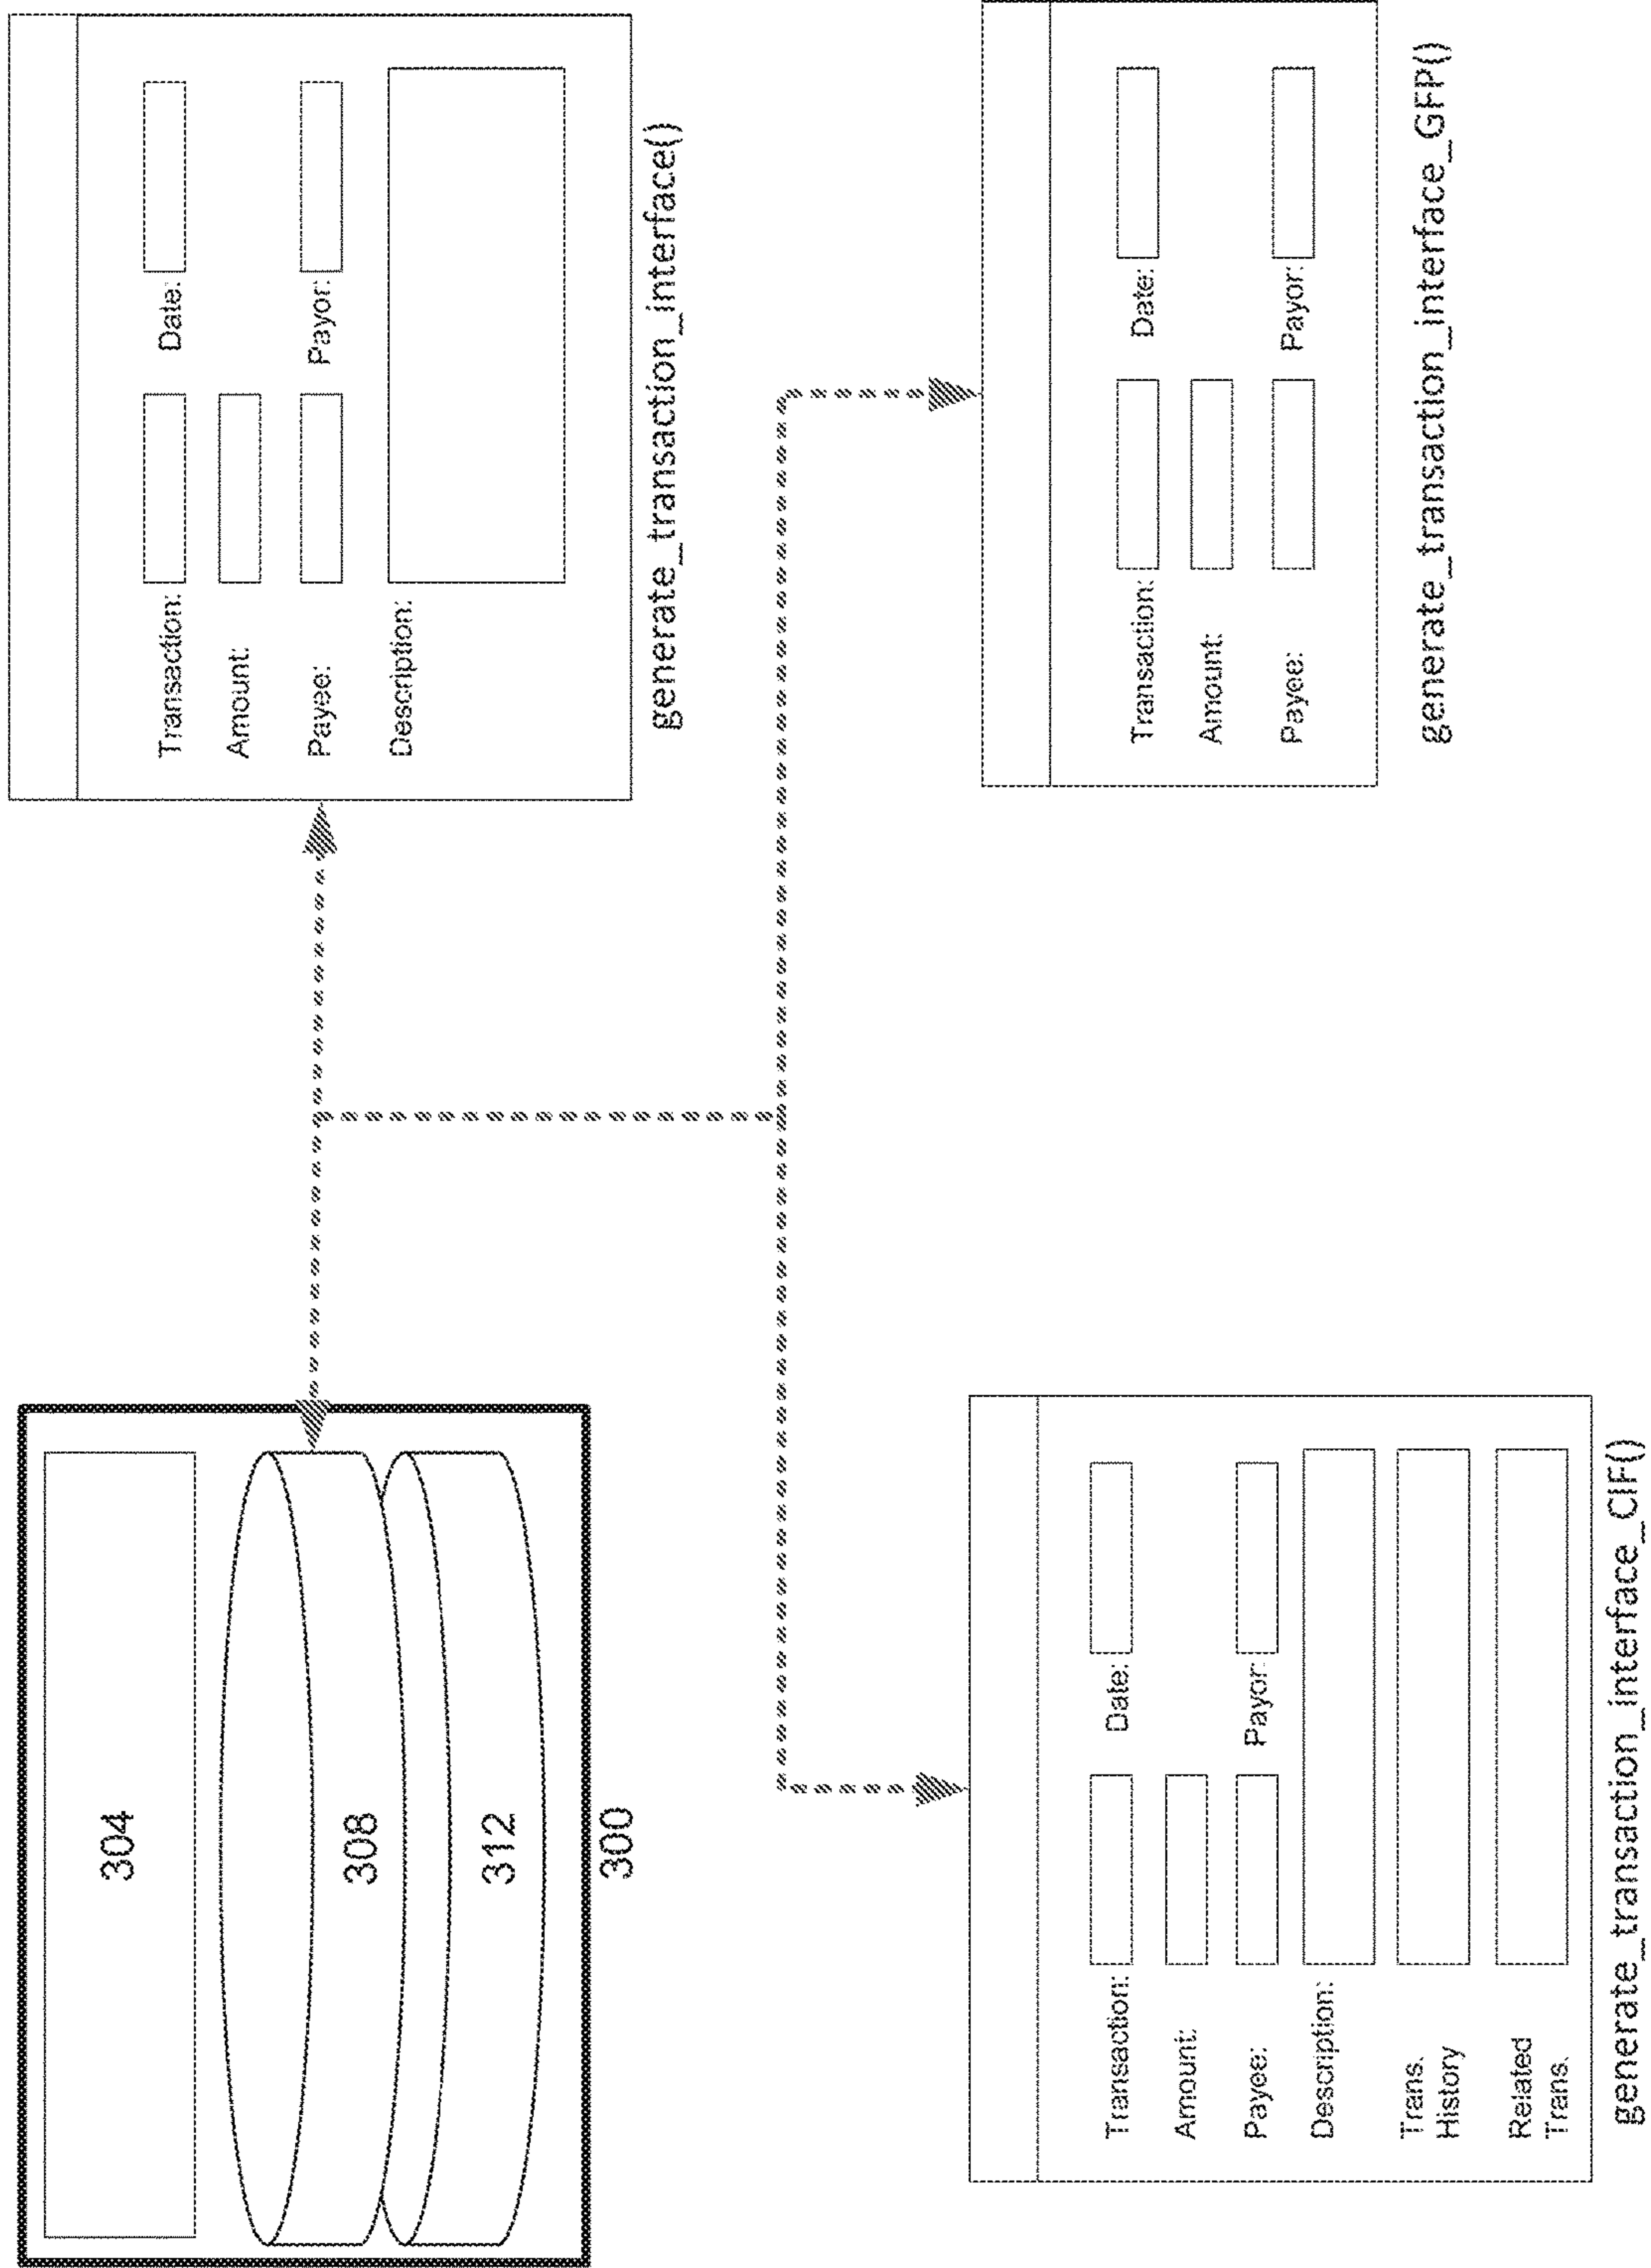 304
308
312
300
Transaction:
Date:
Amount:
Payee:
Payor:
Description:
generate_transaction_interface()
Transaction:
Date:
Amount:
Payee:
Payor:
Description:
Trans.
History
Related
Trans.
generate_transaction_interface_CIF()
Transaction:
Date:
Amount:
Payee:
Payor:
generate_transaction_interface_GFP()